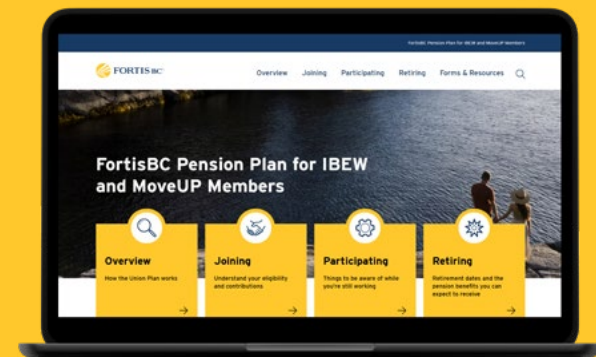 FortisBC Pension Plan for IBEW and MoveUP Members
FORTIS BC
Overview Joining Participating Retiring Forms & Resources
FortisBC Pension Plan for IBEW
and MoveUP Members
Overview
How the Union Plan works
Joining
Understand your eligibility
and contributions
Participating
Things to be aware of while
you're still working
Retiring
Retirement dates and the
pension benefits you can
expect to receive